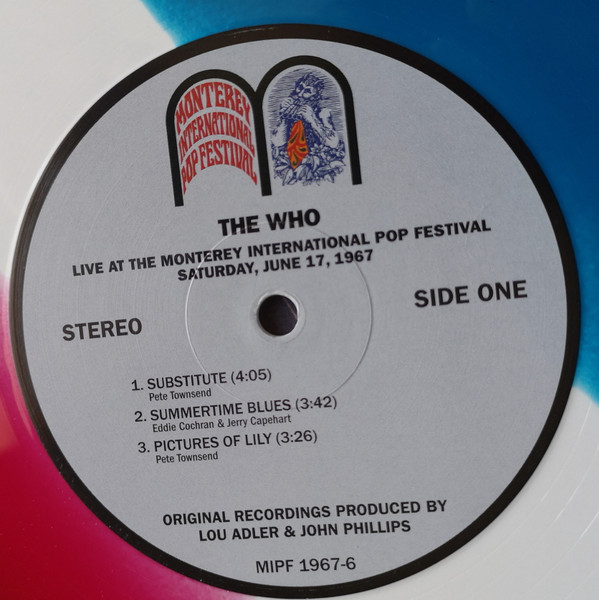 MONTEREY
INTERNATIONAL
POP FESTIVAL
THE WHO
LIVE AT THE MONTEREY INTERNATIONAL POP FESTIVAL
SATURDAY, JUNE 17, 1967
STEREO
SIDE ONE
1. SUBSTITUTE (4:05)
Pete Townsend
2. SUMMERTIME BLUES (3:42)
Eddie Cochran & Jerry Capehart
3. PICTURES OF LILY (3:26)
Pete Townsend
ORIGINAL RECORDINGS PRODUCED BY
LOU ADLER & JOHN PHILLIPS
MIPF 1967-6